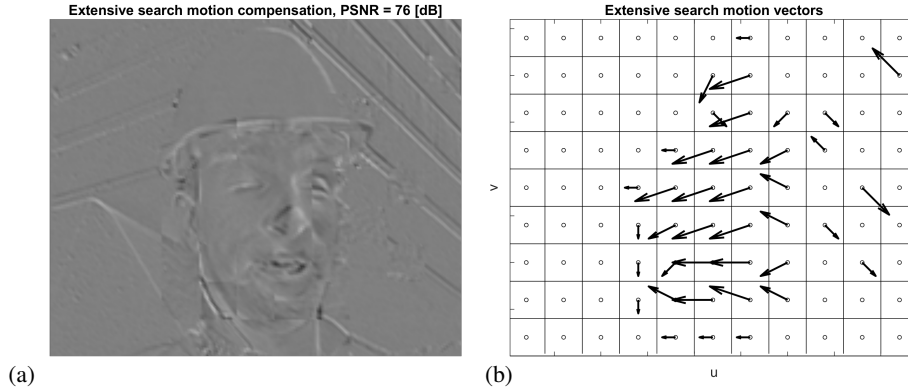 Extensive search motion compensation, PSNR = 76 [dB]
Extensive search motion vectors
v
u
(a)
(b)